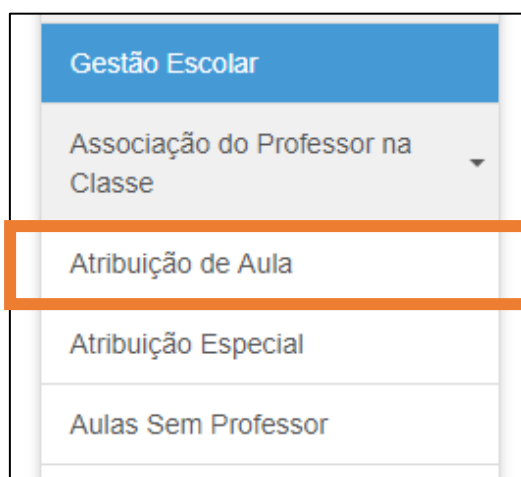 Gestão Escolar
Associação do Professor na
Classe
Atribuição de Aula
Atribuição Especial
Aulas Sem Professor